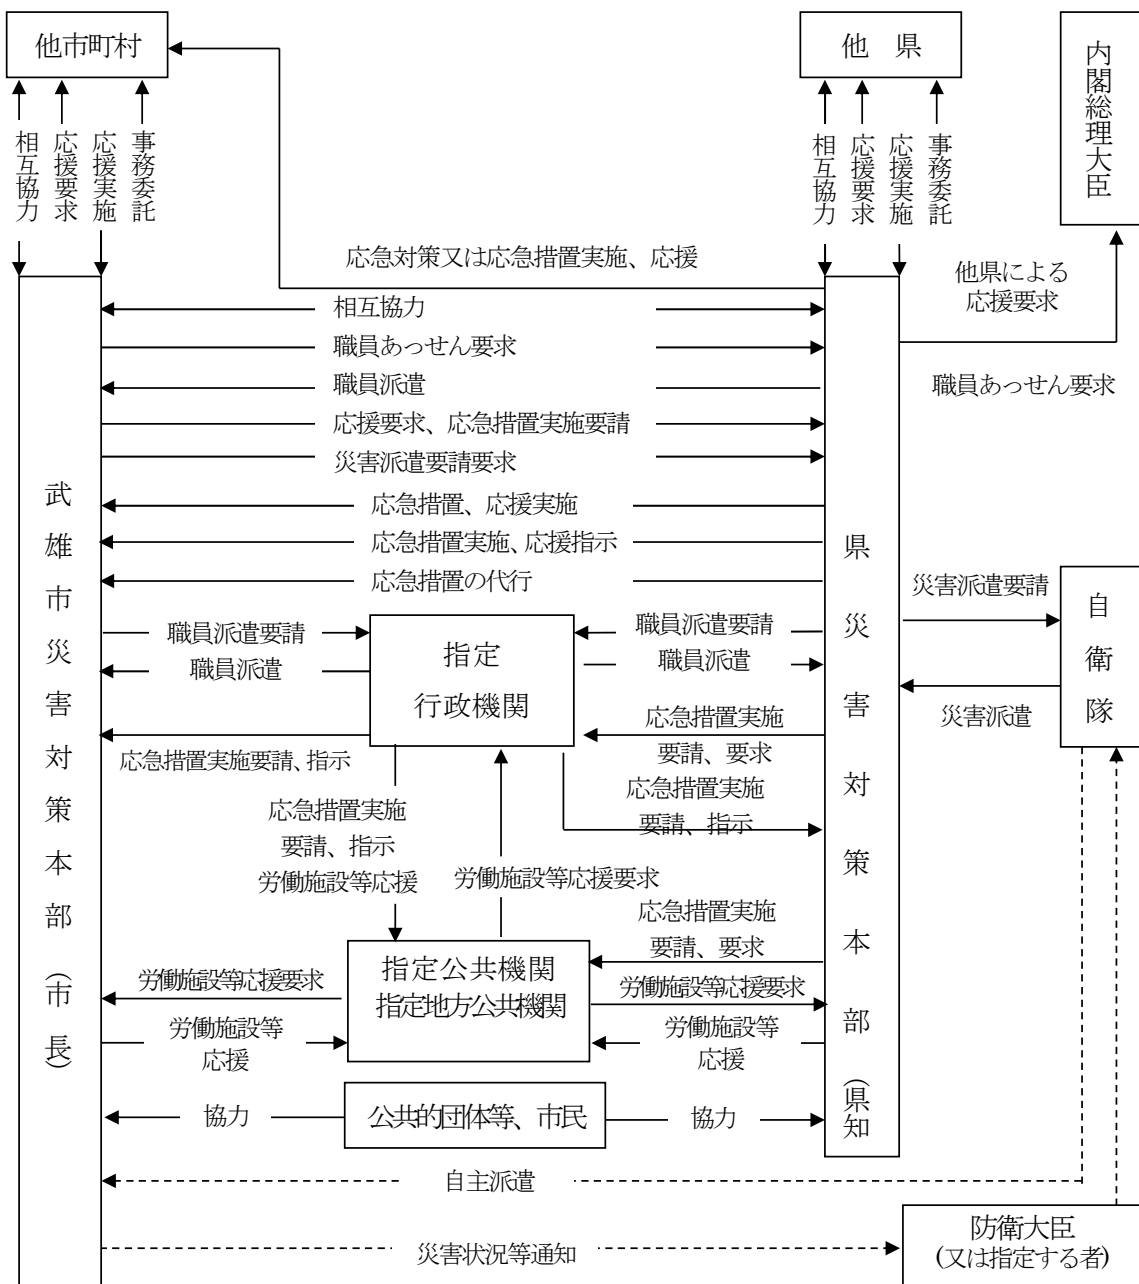 他市町村
他　県
内閣総理大臣
相互協力
応援要求
応援実施
事務委託
相互協力
応援要求
応援実施
事務委託
応急対策又は応急措置実施、応援
他県による
応援要求
相互協力
職員あっせん要求
職員派遣
職員あっせん要求
応援要求、応急措置実施要請
災害派遣要請要求
応急措置、応援実施
応急措置実施、応援指示
応急措置の代行
武雄市災害対策本部（市長）
県災害対策本部（県知
災害派遣要請
自衛隊
災害派遣
職員派遣要請
職員派遣
指定
行政機関
職員派遣要請
職員派遣
応急措置実施要請、指示
応急措置実施
要請、要求
応急措置実施
要請、指示
応急措置実施
要請、指示
労働施設等応援
労働施設等応援要求
応急措置実施
要請、要求
労働施設等応援要求
指定公共機関
指定地方公共機関
労働施設等応援要求
労働施設等
応援
労働施設等
応援
協力
公共的団体等、市民
協力
自主派遣
災害状況等通知
防衛大臣
（又は指定する者）